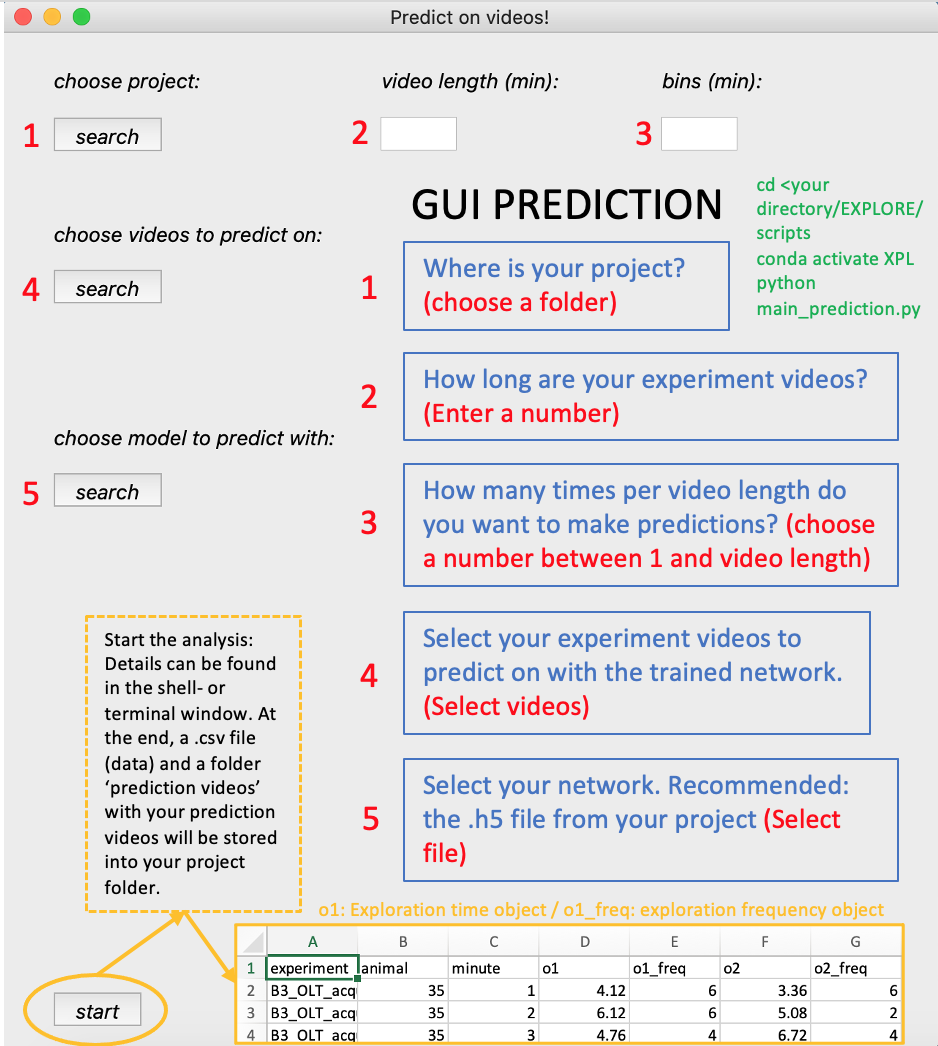 Predict on videos!
choose project:
video length (min):
bins (min):
1
search
2
3
GUI PREDICTION
cd <your
directory/EXPLORE/
scripts
conda activate XPL
python
main_prediction.py
choose videos to predict on:
4
search
1
Where is your project?
(choose a folder)
2
How long are your experiment videos?
(Enter a number)
choose model to predict with:
5
search
3
How many times per video length do
you want to make predictions? (choose
a number between 1 and video length)
4
Select your experiment videos to
predict on with the trained network.
(Select videos)
5
Select your network. Recommended:
the .h5 file from your project (Select
file)
Start the analysis:
Details can be found
in the shell- or
terminal window. At
the end, a .csv file
(data) and a folder
‘prediction videos’
with your prediction
videos will be stored
into your project
folder.
start
o1: Exploration time object / o1_freq: exploration frequency object
A B C D E F G
1 experiment animal minute o1 o1_freq o2 o2_freq
2 B3_OLT_acq 35 1 4.12 6 3.36 6
3 B3_OLT_acq 35 2 6.12 6 5.08 2
4 B3_OLT_acq 35 3 4.76 4 6.72 4